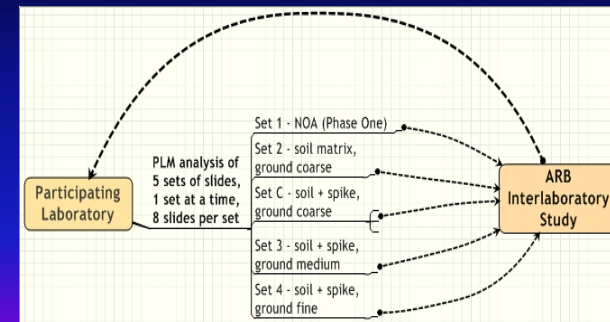 Participating
Laboratory
PLM analysis of
5 sets of slides,
1 set at a time,
8 slides per set
Set 1 - NOA (Phase One)
Set 2 - soil matrix,
ground coarse
Set C - soil + spike,
ground coarse
Set 3 - soil + spike,
ground medium
Set 4 - soil + spike,
ground fine
ARB
Interlaboratory
Study